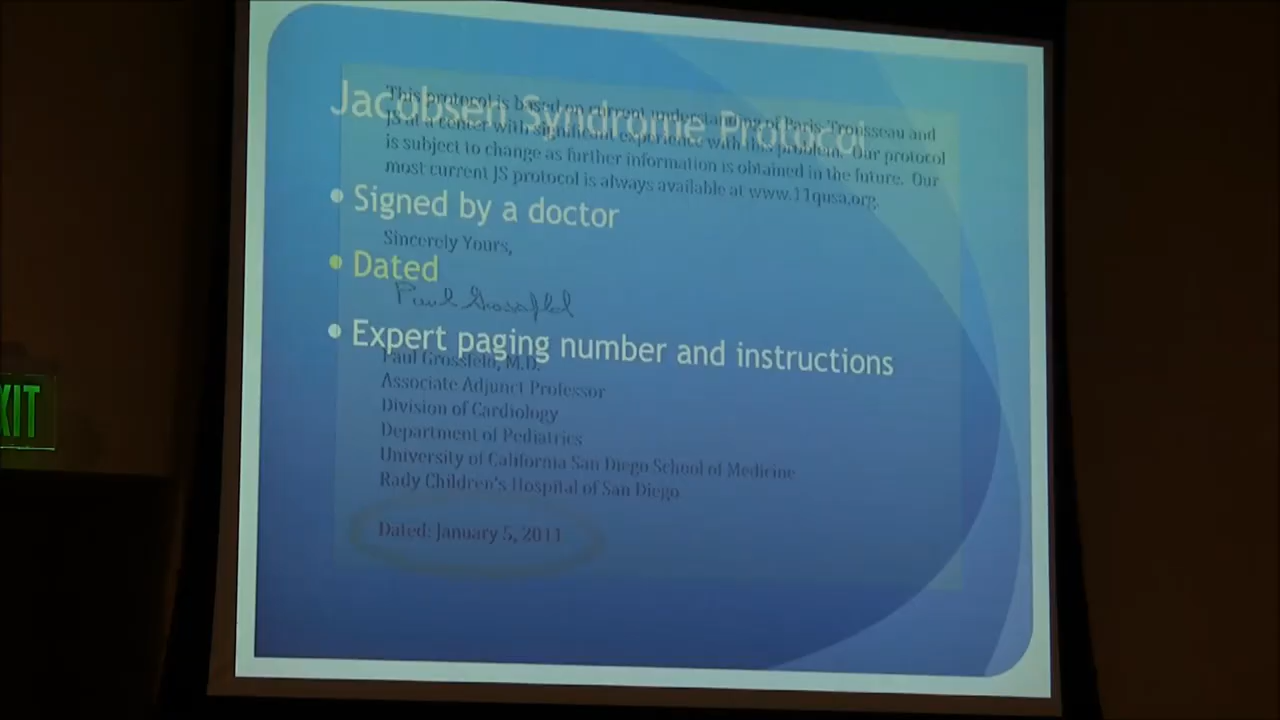 Jacobsen Syndrome Protocol
This protocol is based on current understanding of Paris-Trousseau and
JS at a center with significant experience with this problem. Our protocol
is subject to change as further information is obtained in the future. Our
most current JS protocol is always available at www.11qusa.org.
• Signed by a doctor
Sincerely Yours,
• Dated
Paul Grossfeld
• Expert paging number and instructions
Paul Grossfeld, M.D.
Associate Adjunct Professor
Division of Cardiology
Department of Pediatrics
University of California San Diego School of Medicine
Rady Children's Hospital of San Diego
Dated: January 5, 2011
XIT